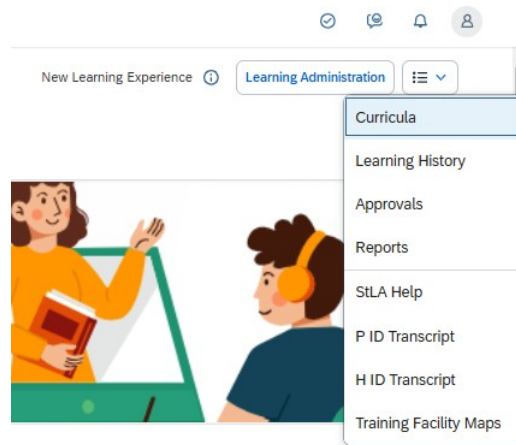 New Learning Experience
Learning Administration
Curricula
Learning History
Approvals
Reports
StLA Help
P ID Transcript
H ID Transcript
Training Facility Maps